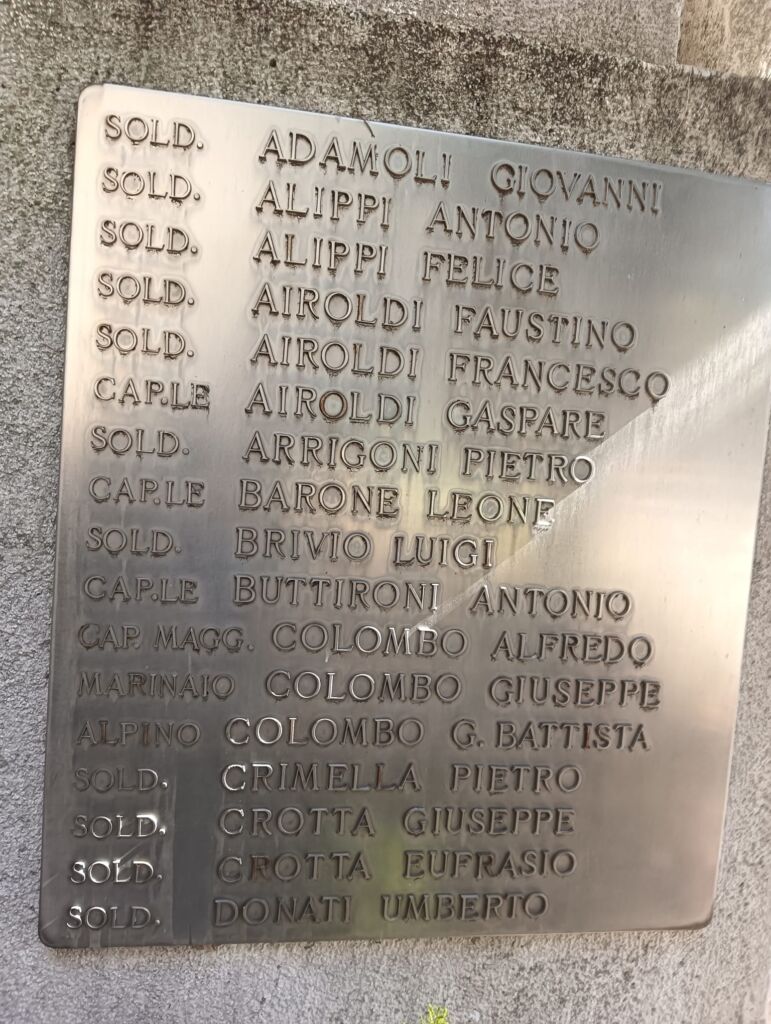 SOLD. ADAMOLI GIOVANNI
SOLD. ALIPPI ANTONIO
SOLD. ALIPPI FELICE
SOLD. AIROLDI FAUSTINO
SOLD. AIROLDI FRANCESCO
CAP.LE AIROLDI GASPARE
SOLD. ARRIGONI PIETRO
CAP.LE BARONE LEONE
SOLD. BRIVIO LUIGI
CAP.LE BUTTIRONI ANTONIO
CAP. MAGG. COLOMBO ALFREDO
MARINAIO COLOMBO GIUSEPPE
ALPINO COLOMBO G. BATTISTA
SOLD. CRIMELLA PIETRO
SOLD. CROTTA GIUSEPPE
SOLD. CROTTA EUFRASIO
SOLD. DONATI UMBERTO